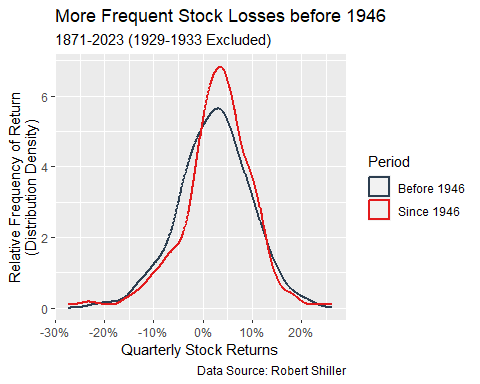 More Frequent Stock Losses before 1946
1871-2023 (1929-1933 Excluded)
Relative Frequency of Return
(Distribution Density)
6
4
2
0
-30%
-20%
-10%
0%
10%
20%
Quarterly Stock Returns
Period
Before 1946
Since 1946
Data Source: Robert Shiller